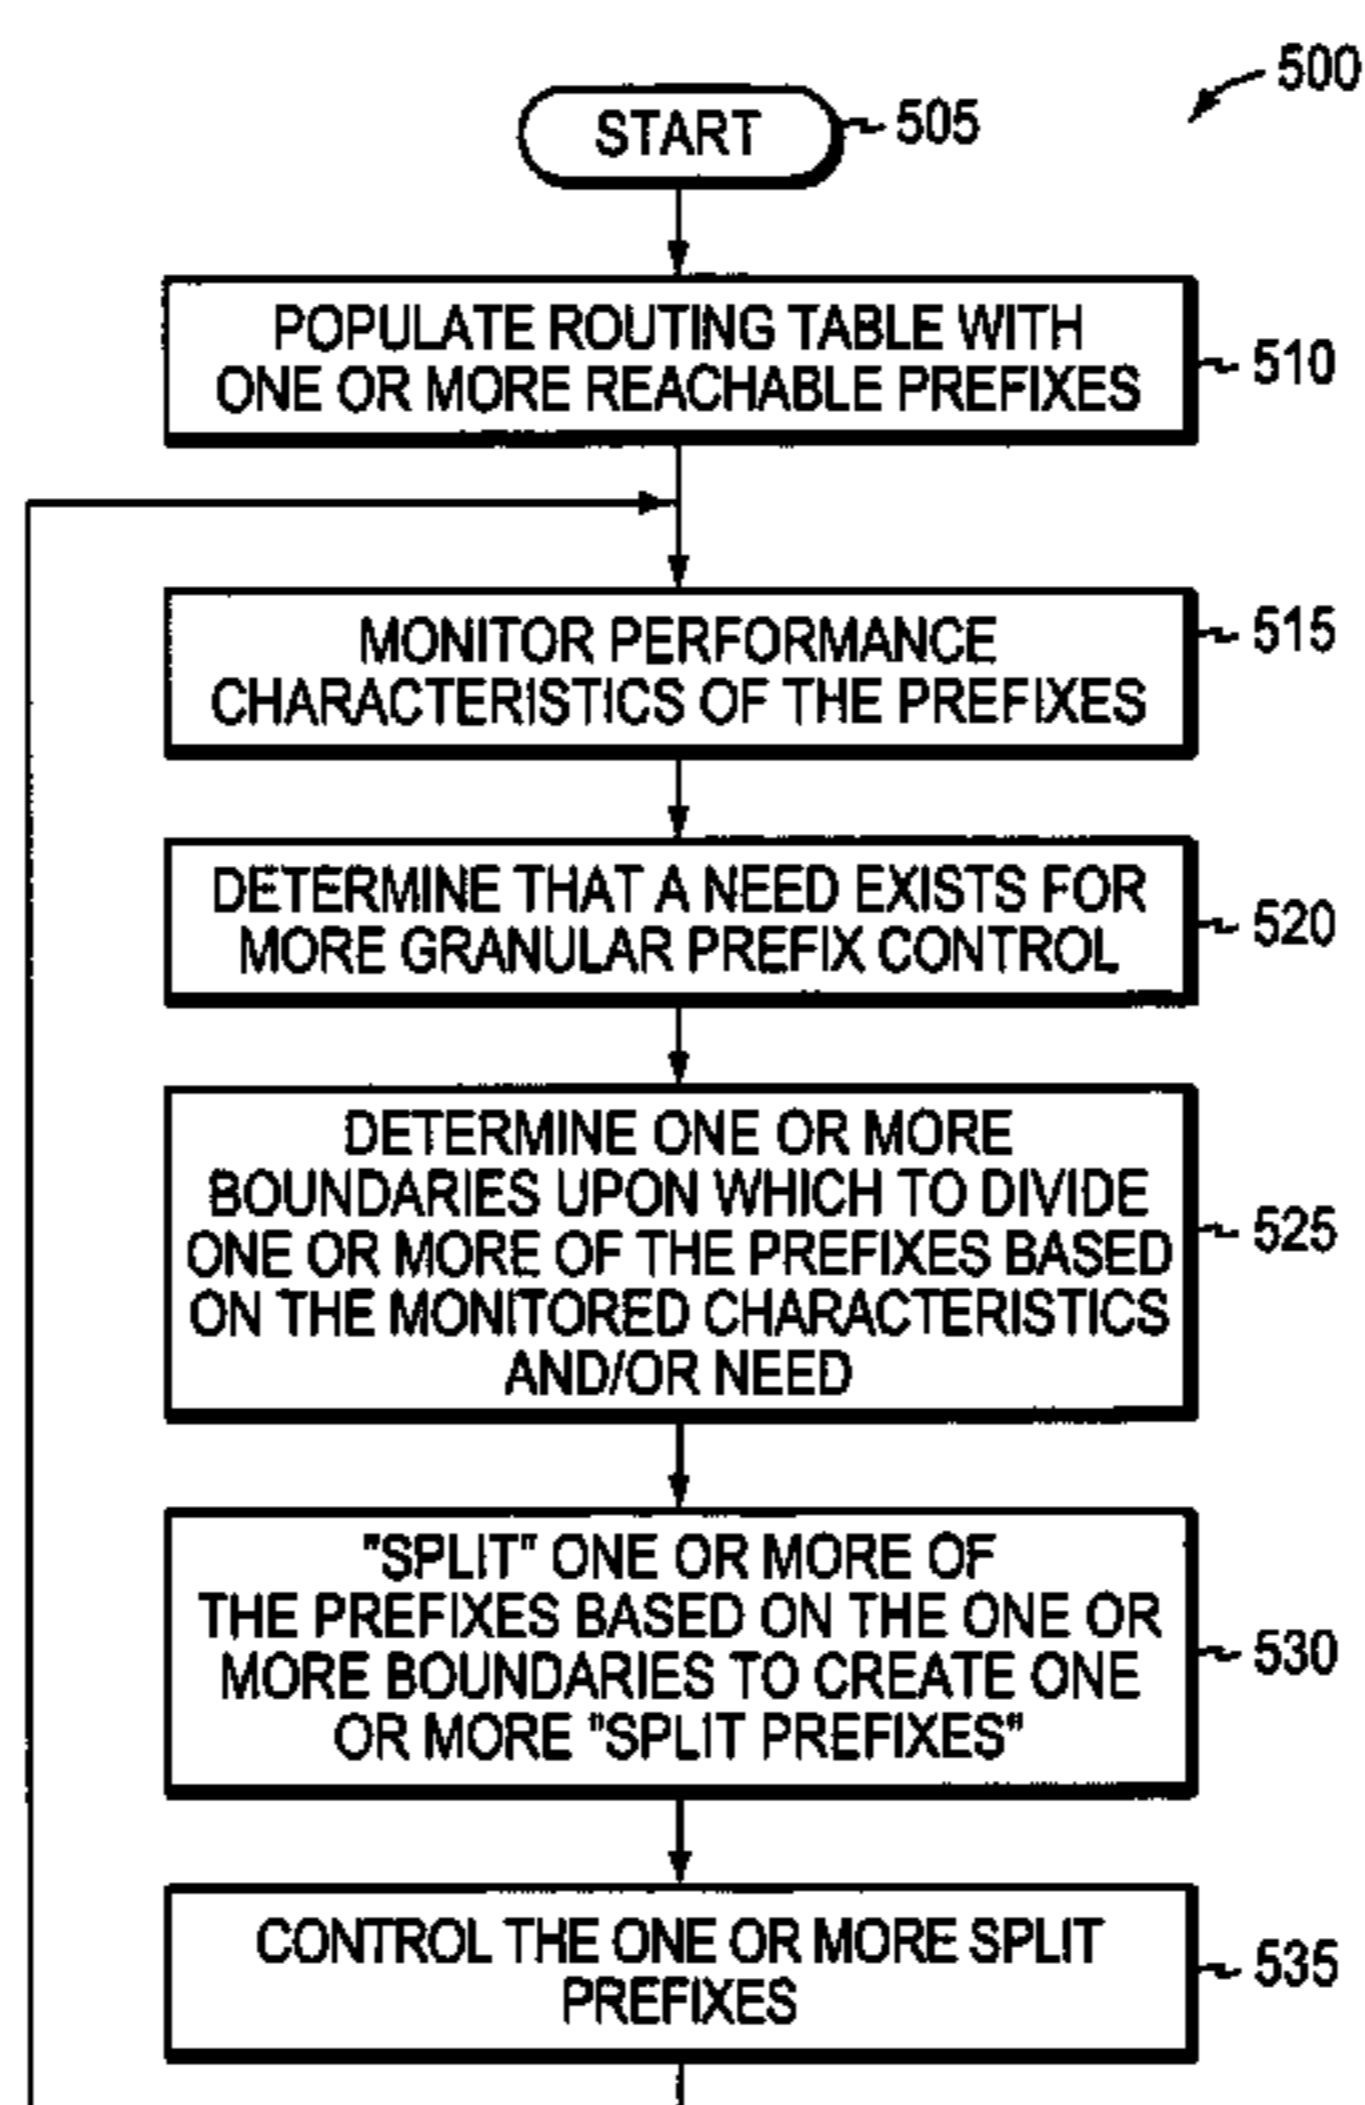 500
START
505
POPULATE ROUTING TABLE WITH
ONE OR MORE REACHABLE PREFIXES
510
MONITOR PERFORMANCE
CHARACTERISTICS OF THE PREFIXES
515
DETERMINE THAT A NEED EXISTS FOR
MORE GRANULAR PREFIX CONTROL
520
DETERMINE ONE OR MORE
BOUNDARIES UPON WHICH TO DIVIDE
ONE OR MORE OF THE PREFIXES BASED
ON THE MONITORED CHARACTERISTICS
AND/OR NEED
525
"SPLIT" ONE OR MORE OF
THE PREFIXES BASED ON THE ONE OR
MORE BOUNDARIES TO CREATE ONE
OR MORE "SPLIT PREFIXES"
530
CONTROL THE ONE OR MORE SPLIT
PREFIXES
535